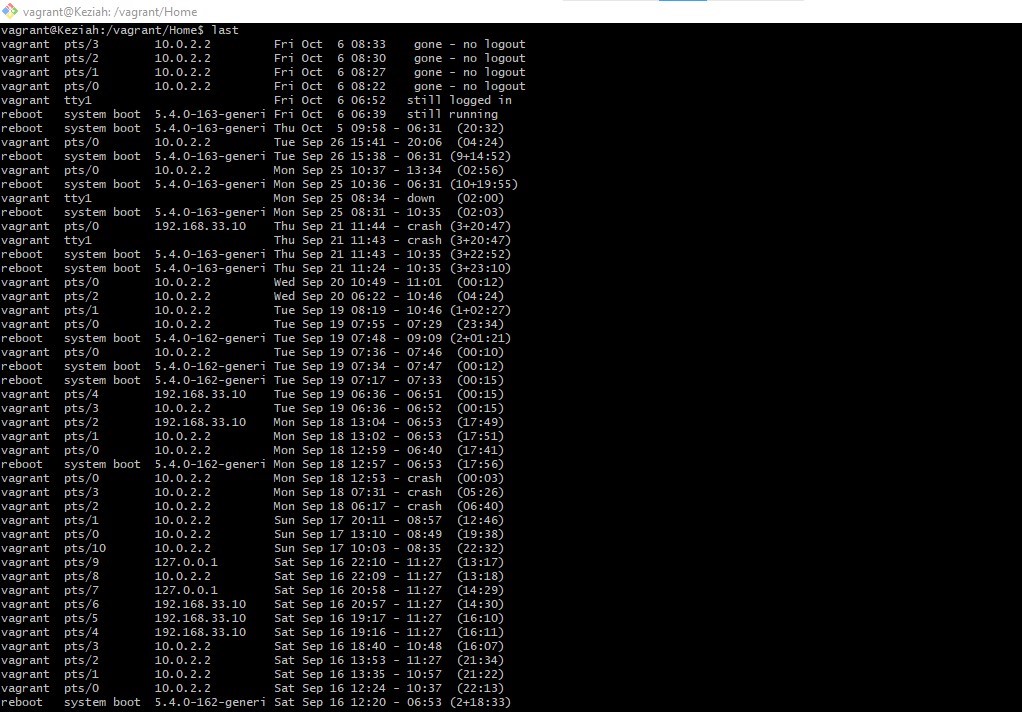 vagrant@Keziah: /vagrant/Home
vagrant@Keziah:/vagrant/Home$ last
vagrant  pts/3        10.0.2.2         Fri Oct  6 08:33    gone - no logout
vagrant  pts/2        10.0.2.2         Fri Oct  6 08:30    gone - no logout
vagrant  pts/1        10.0.2.2         Fri Oct  6 08:27    gone - no logout
vagrant  pts/0        10.0.2.2         Fri Oct  6 08:22    gone - no logout
vagrant  tty1                          Fri Oct  6 06:52   still logged in
reboot   system boot  5.4.0-163-generi Fri Oct  6 06:39   still running
reboot   system boot  5.4.0-163-generi Thu Oct  5 09:58 - 06:31  (20:32)
vagrant  pts/0        10.0.2.2         Tue Sep 26 15:41 - 20:06  (04:24)
reboot   system boot  5.4.0-163-generi Tue Sep 26 15:38 - 06:31 (9+14:52)
vagrant  pts/0        10.0.2.2         Mon Sep 25 10:37 - 13:34  (02:56)
reboot   system boot  5.4.0-163-generi Mon Sep 25 10:36 - 06:31 (10+19:55)
vagrant  tty1                          Mon Sep 25 08:34 - down   (02:00)
reboot   system boot  5.4.0-163-generi Mon Sep 25 08:31 - 10:35  (02:03)
vagrant  pts/0        192.168.33.10    Thu Sep 21 11:44 - crash (3+20:47)
vagrant  tty1                          Thu Sep 21 11:43 - crash (3+20:47)
reboot   system boot  5.4.0-163-generi Thu Sep 21 11:43 - 10:35 (3+22:52)
reboot   system boot  5.4.0-163-generi Thu Sep 21 11:24 - 10:35 (3+23:10)
vagrant  pts/0        10.0.2.2         Wed Sep 20 10:49 - 11:01  (00:12)
vagrant  pts/2        10.0.2.2         Wed Sep 20 06:22 - 10:46  (04:24)
vagrant  pts/1        10.0.2.2         Tue Sep 19 08:19 - 10:46 (1+02:27)
vagrant  pts/0        10.0.2.2         Tue Sep 19 07:55 - 07:29  (23:34)
reboot   system boot  5.4.0-163-generi Tue Sep 19 07:48 - 09:09 (2+01:21)
vagrant  pts/0        10.0.2.2         Tue Sep 19 07:36 - 07:46  (00:10)
reboot   system boot  5.4.0-162-generi Tue Sep 19 07:34 - 07:47  (00:12)
reboot   system boot  5.4.0-162-generi Tue Sep 19 07:17 - 07:33  (00:15)
vagrant  pts/4        192.168.33.10    Tue Sep 19 06:36 - 06:51  (00:15)
vagrant  pts/3        10.0.2.2         Tue Sep 19 06:36 - 06:52  (00:15)
vagrant  pts/2        192.168.33.10    Mon Sep 18 13:04 - 06:53  (17:49)
vagrant  pts/1        10.0.2.2         Mon Sep 18 13:02 - 06:53  (17:51)
vagrant  pts/0        10.0.2.2         Mon Sep 18 12:59 - 06:40  (17:41)
reboot   system boot  5.4.0-162-generi Mon Sep 18 12:57 - 06:53  (17:56)
vagrant  pts/0        10.0.2.2         Mon Sep 18 12:53 - crash  (00:03)
vagrant  pts/3        10.0.2.2         Mon Sep 18 07:31 - crash  (05:26)
vagrant  pts/2        10.0.2.2         Mon Sep 18 06:17 - crash  (06:40)
vagrant  pts/1        10.0.2.2         Sun Sep 17 20:11 - 08:57  (12:46)
vagrant  pts/0        10.0.2.2         Sun Sep 17 13:10 - 08:49  (19:38)
vagrant  pts/10       10.0.2.2         Sun Sep 17 10:03 - 08:35  (22:32)
vagrant  pts/9        127.0.0.1        Sat Sep 16 22:10 - 11:27  (13:17)
vagrant  pts/8        10.0.2.2         Sat Sep 16 22:09 - 11:27  (13:18)
vagrant  pts/7        127.0.0.1        Sat Sep 16 20:58 - 11:27  (14:29)
vagrant  pts/6        192.168.33.10    Sat Sep 16 20:57 - 11:27  (14:30)
vagrant  pts/5        192.168.33.10    Sat Sep 16 19:17 - 11:27  (16:10)
vagrant  pts/4        192.168.33.10    Sat Sep 16 19:16 - 11:27  (16:11)
vagrant  pts/3        10.0.2.2         Sat Sep 16 18:40 - 10:48  (16:07)
vagrant  pts/2        10.0.2.2         Sat Sep 16 13:53 - 11:27  (21:34)
vagrant  pts/1        10.0.2.2         Sat Sep 16 13:35 - 10:57  (21:22)
vagrant  pts/0        10.0.2.2         Sat Sep 16 12:24 - 10:37  (22:13)
reboot   system boot  5.4.0-162-generi Sat Sep 16 12:20 - 06:53 (2+18:33)